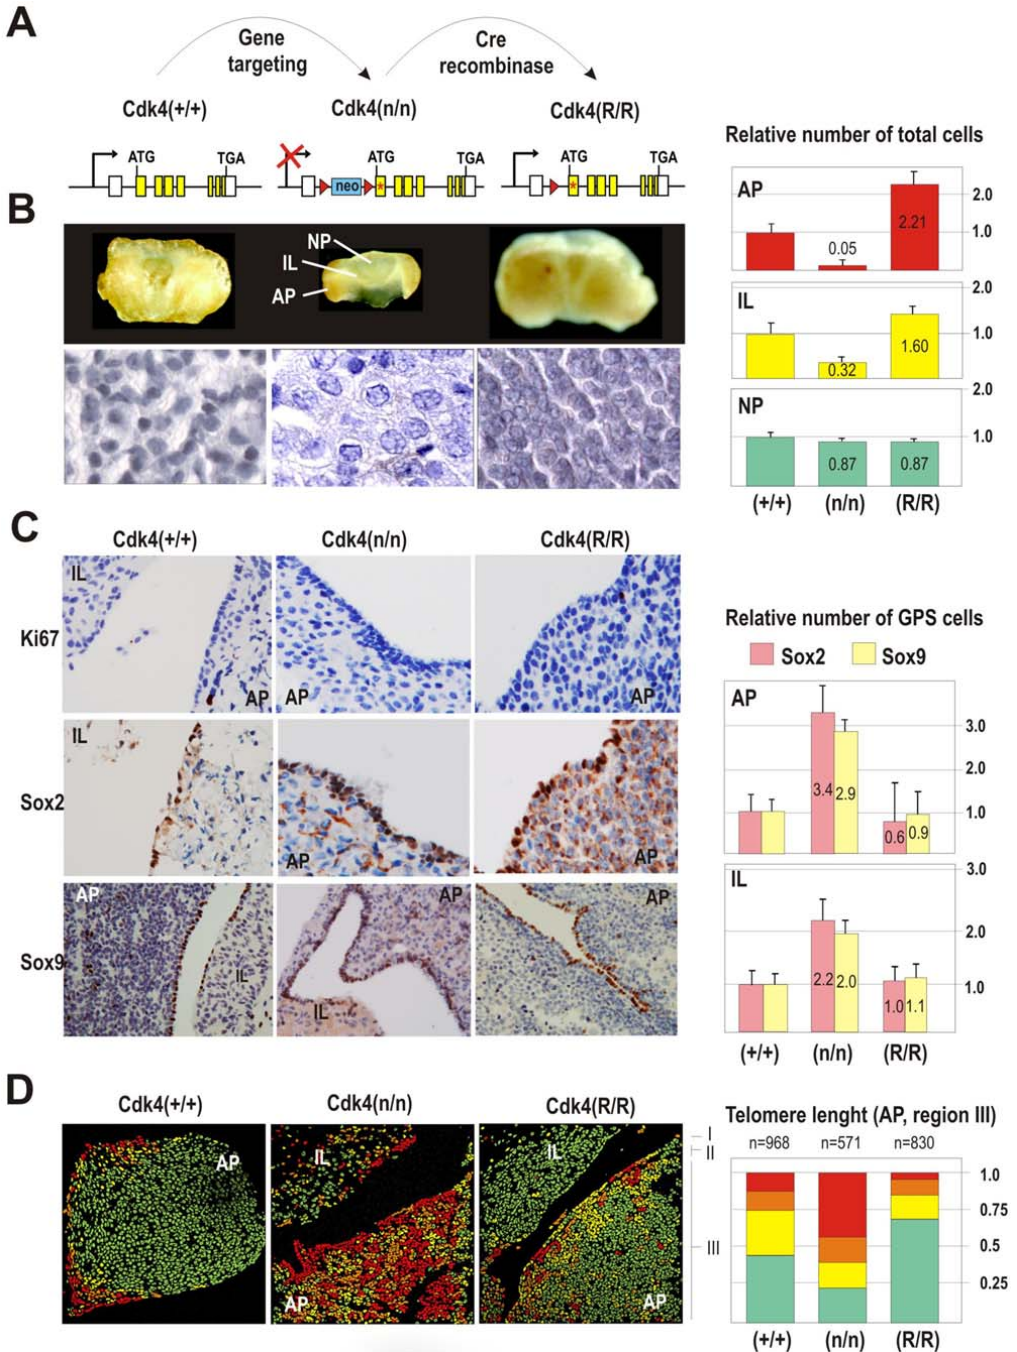 A
Gene
targeting
Cre
recombinase
Cdk4(+/+)
Cdk4(n/n)
Cdk4(R/R)
ATG
TGA
neo
*
ATG
TGA
*
ATG
TGA
B
NP
IL
AP
Relative number of total cells
AP
2.21
0.05
2.0
1.0
IL
1.60
0.32
2.0
1.0
NP
0.87
0.87
2.0
1.0
(+/+)
(n/n)
(R/R)
C
Cdk4(+/+)
Cdk4(n/n)
Cdk4(R/R)
Ki67
IL
AP
AP
AP
Sox2
IL
AP
AP
Sox9
AP
IL
AP
IL
AP
Relative number of GPS cells
Sox2
Sox9
AP
3.4
2.9
0.6
0.9
3.0
2.0
1.0
IL
2.2
2.0
1.0
1.1
3.0
2.0
1.0
(+/+)
(n/n)
(R/R)
D
Cdk4(+/+)
Cdk4(n/n)
Cdk4(R/R)
AP
IL
AP
IL
AP
I
II
III
Telomere lenght (AP, region III)
n=968
n=571
n=830
1.0
0.75
0.5
0.25
(+/+)
(n/n)
(R/R)